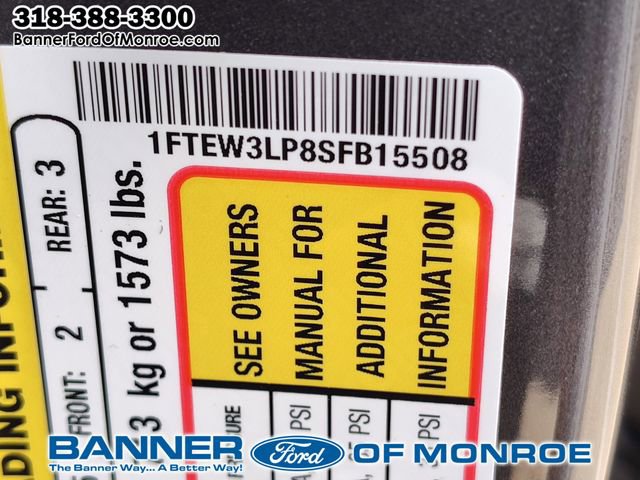 318-388-3300
BannerFordOfMonroe.com
1FTEW3LP8SFB15508
SEE OWNERS
MANUAL FOR
ADDITIONAL
INFORMATION
REAR: 3
FRONT: 2
kg or 1573 lbs.
PSI
PSI
PSI
BANNER Ford OF MONROE
The Banner Way... A Better Way!